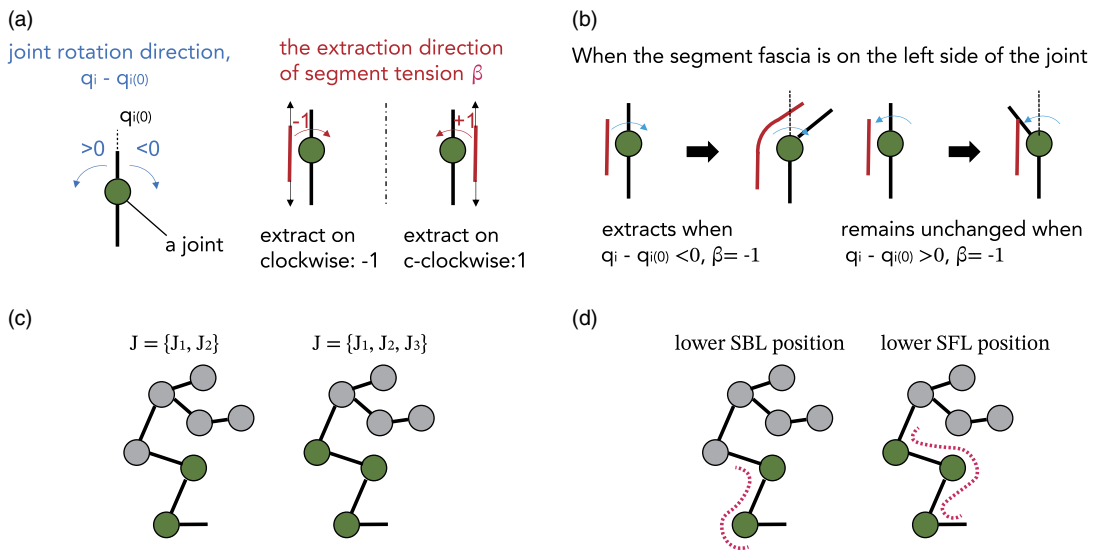 (a)
joint rotation direction,
qi - qi(0)
qi(0)
>0
<0
a joint
the extraction direction
of segment tension β
-1
+1
extract on
clockwise: -1
extract on
c-clockwise:1
(b)
When the segment fascia is on the left side of the joint
extracts when
qi - qi(0) <0, β= -1
remains unchanged when
qi - qi(0) >0, β= -1
(c)
J = {J1, J2}
J = {J1, J2, J3}
(d)
lower SBL position
lower SFL position